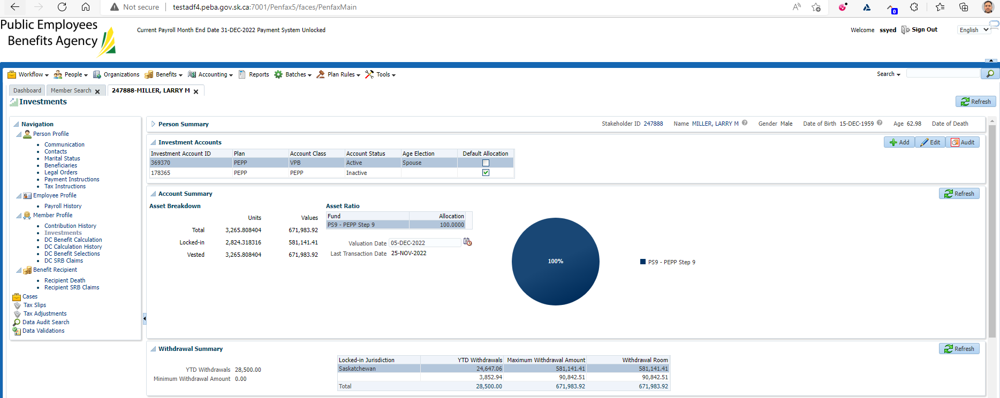 Not secure testadf4.peba.gov.sk.ca:7001/Penfax5/faces/PenfaxMain
0
Public Employees
Benefits Agency
Current Payroll Month End Date 31-DEC-2022 Payment System Unlocked
Welcome ssyed Sign Out English
Workflow People Organizations Benefits Accounting Reports Batches Plan Rules Tools Search
Dashboard Member Search 247888-MILLER, LARRY M
Investments Refresh
Navigation
Person Profile
Communication
Contacts
Marital Status
Beneficiaries
Legal Orders
Payment Instructions
Tax Instructions
Employee Profile
Payroll History
Member Profile
Contribution History
Investments
DC Benefit Calculation
DC Calculation History
DC Benefit Selections
DC SRB Claims
Benefit Recipient
Recipient Death
Recipient SRB Claims
Cases
Tax Slips
Tax Adjustments
Data Audit Search
Data Validations
Person Summary Stakeholder ID 247888 Name MILLER, LARRY M Gender Male Date of Birth 15-DEC-1959 Age 62.98 Date of Death
Investment Accounts Add Edit Audit
Investment Account ID Plan Account Class Account Status Age Election Default Allocation
369370 PEPP VPB Active Spouse
178365 PEPP PEPP Inactive
Account Summary Refresh
Asset Breakdown
Units Values
Total 3,265.808404 671,983.92
Locked-in 2,824.318316 581,141.41
Vested 3,265.808404 671,983.92
Asset Ratio
Fund Allocation
PS9 - PEPP Step 9 100.0000
Valuation Date 05-DEC-2022
Last Transaction Date 25-NOV-2022
100%
PS9 - PEPP Step 9
Withdrawal Summary Refresh
YTD Withdrawals 28,500.00
Minimum Withdrawal Amount 0.00
Locked-in Jurisdiction YTD Withdrawals Maximum Withdrawal Amount Withdrawal Room
Saskatchewan 24,647.06 581,141.41 581,141.41
3,852.94 90,842.51 90,842.51
Total 28,500.00 671,983.92 671,983.92